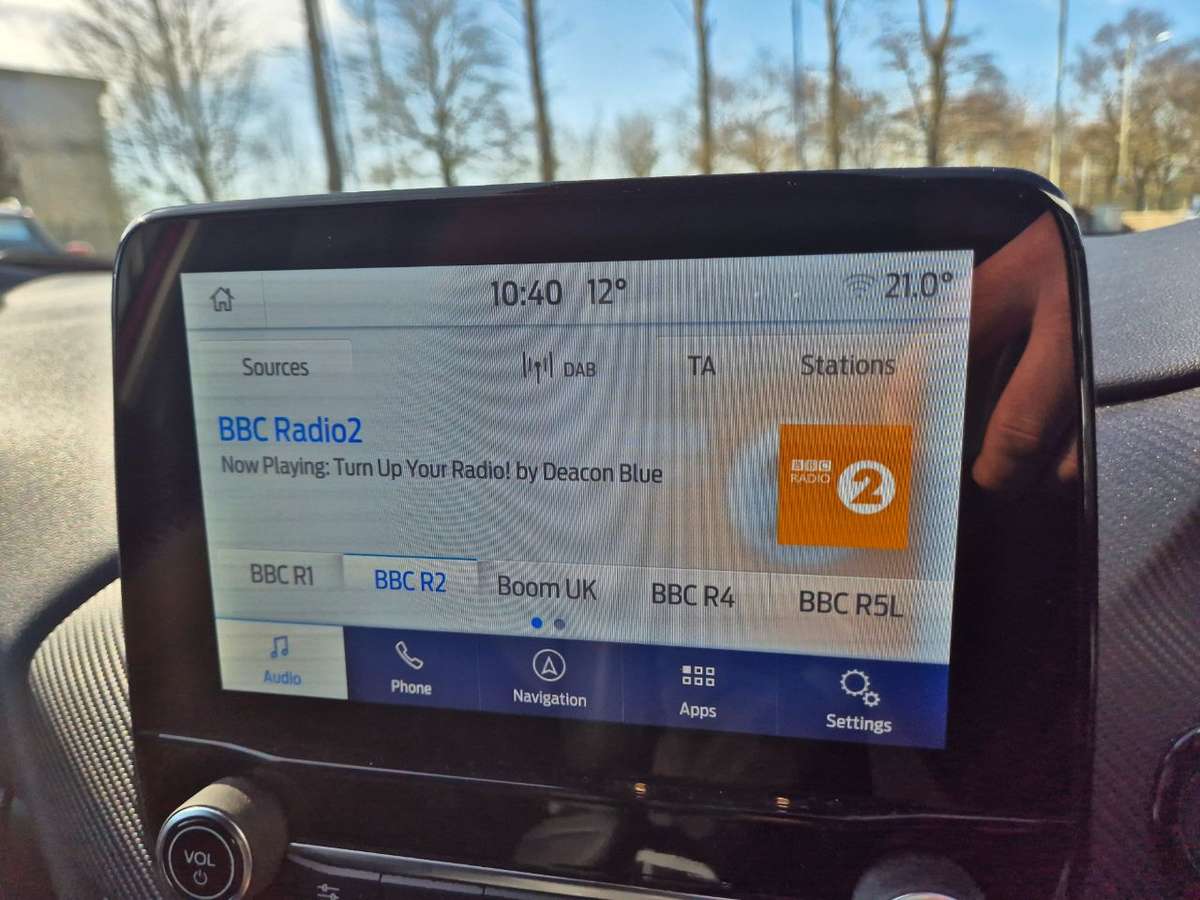 10:40 12° 21.0°
Sources DAB TA Stations
BBC Radio2
Now Playing: Turn Up Your Radio! by Deacon Blue
BBC
RADIO 2
BBC R1 BBC R2 Boom UK BBC R4 BBC R5L
Audio Phone Navigation Apps Settings
VOL